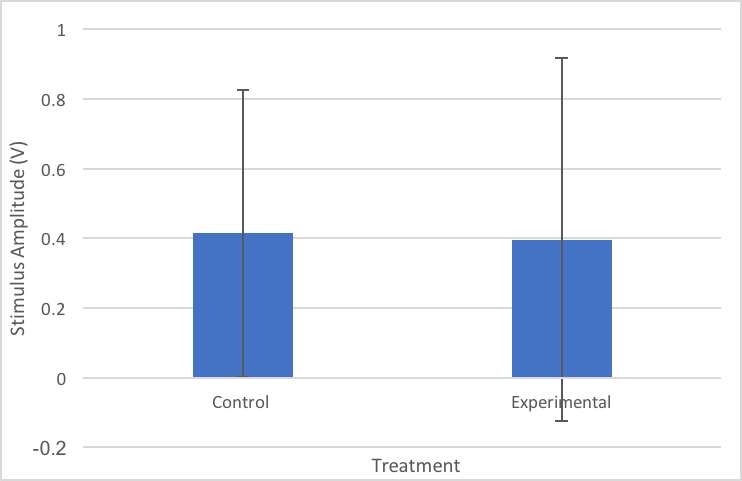 1
0.8
0.6
0.4
0.2
0
-0.2
Stimulus Amplitude (V)
Control
Experimental
Treatment